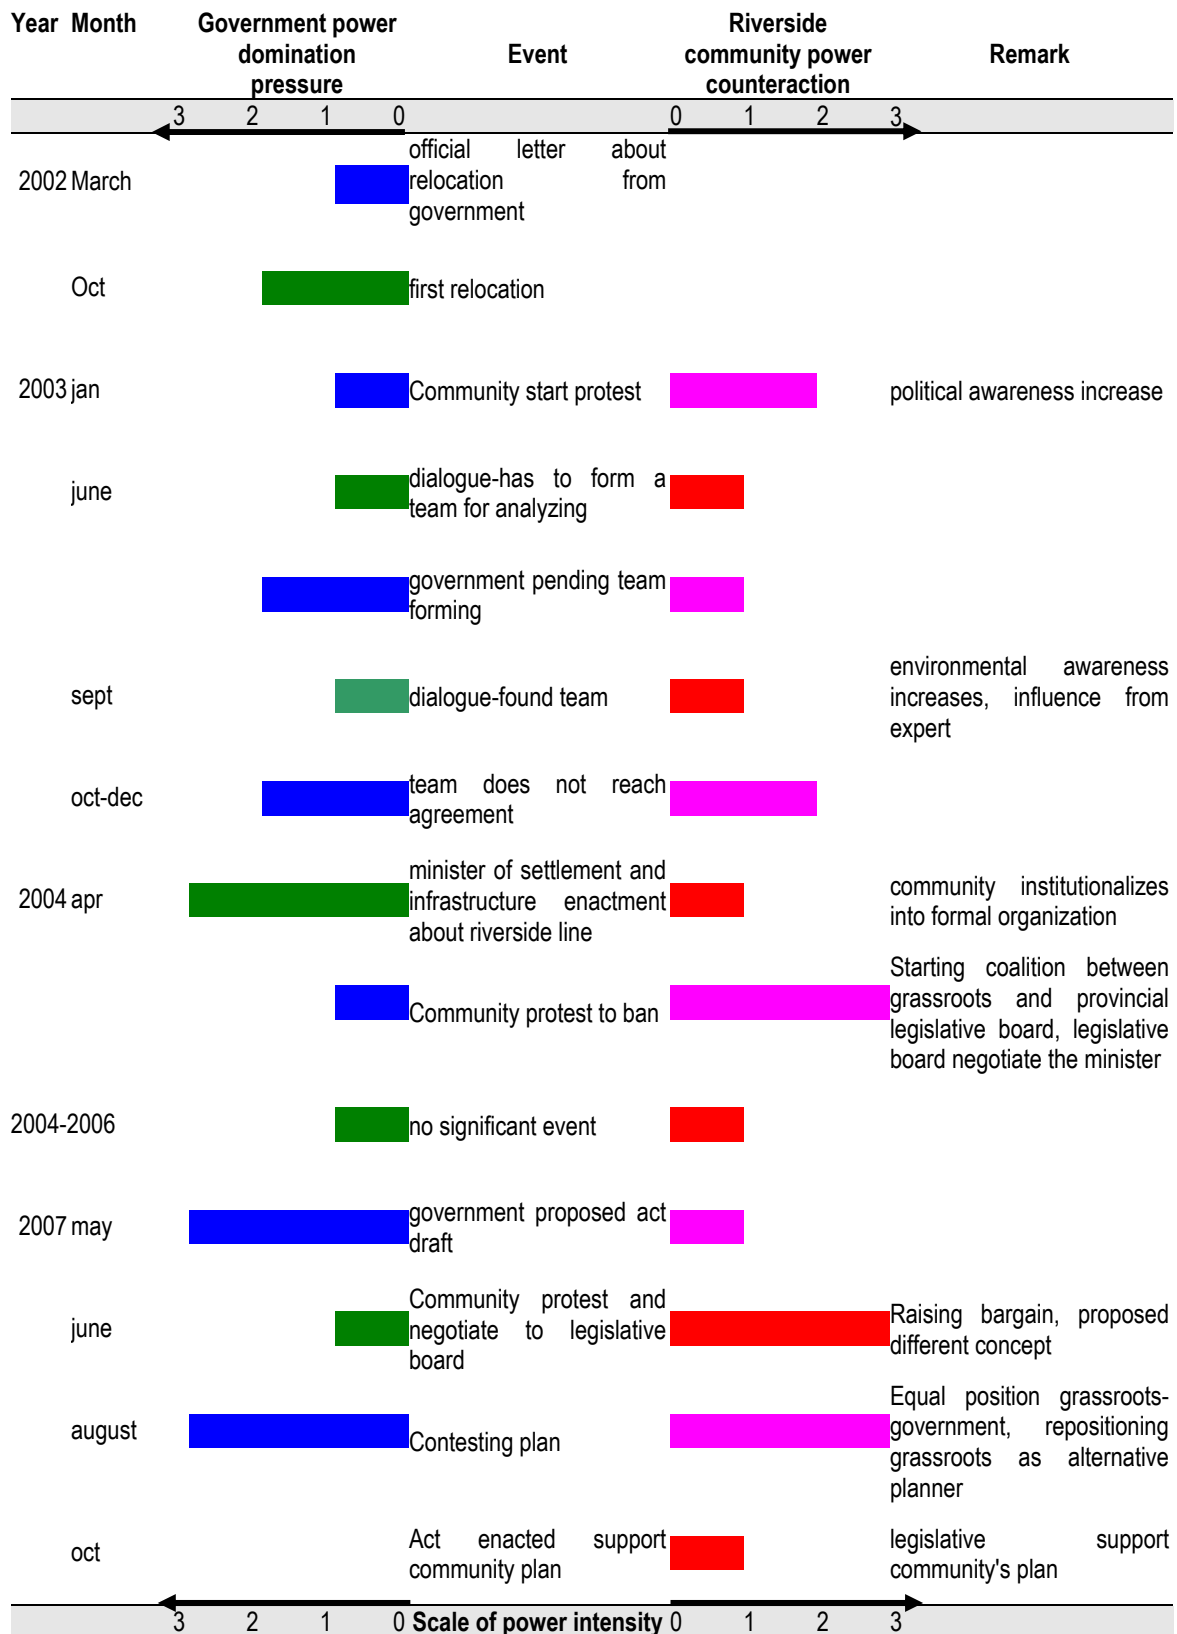 Year Month Government power domination pressure Event Riverside community power counteraction Remark
3 2 1 0 0 1 2 3
2002 March
official letter about
relocation from
government
Oct first relocation
2003 jan Community start protest political awareness increase
june
dialogue-has to form a
team for analyzing
government pending team
forming
sept dialogue-found team
environmental awareness
increases, influence from
expert
oct-dec
team does not reach
agreement
2004 apr
minister of settlement and
infrastructure enactment
about riverside line
community institutionalizes
into formal organization
Community protest to ban
Starting coalition between
grassroots and provincial
legislative board, legislative
board negotiate the minister
2004-2006 no significant event
2007 may
government proposed act
draft
june
Community protest and
negotiate to legislative
board
Raising bargain, proposed
different concept
august Contesting plan
Equal position grassroots-
government, repositioning
grassroots as alternative
planner
oct
Act enacted support
community plan
legislative support
community's plan
3 2 1 0 Scale of power intensity 0 1 2 3